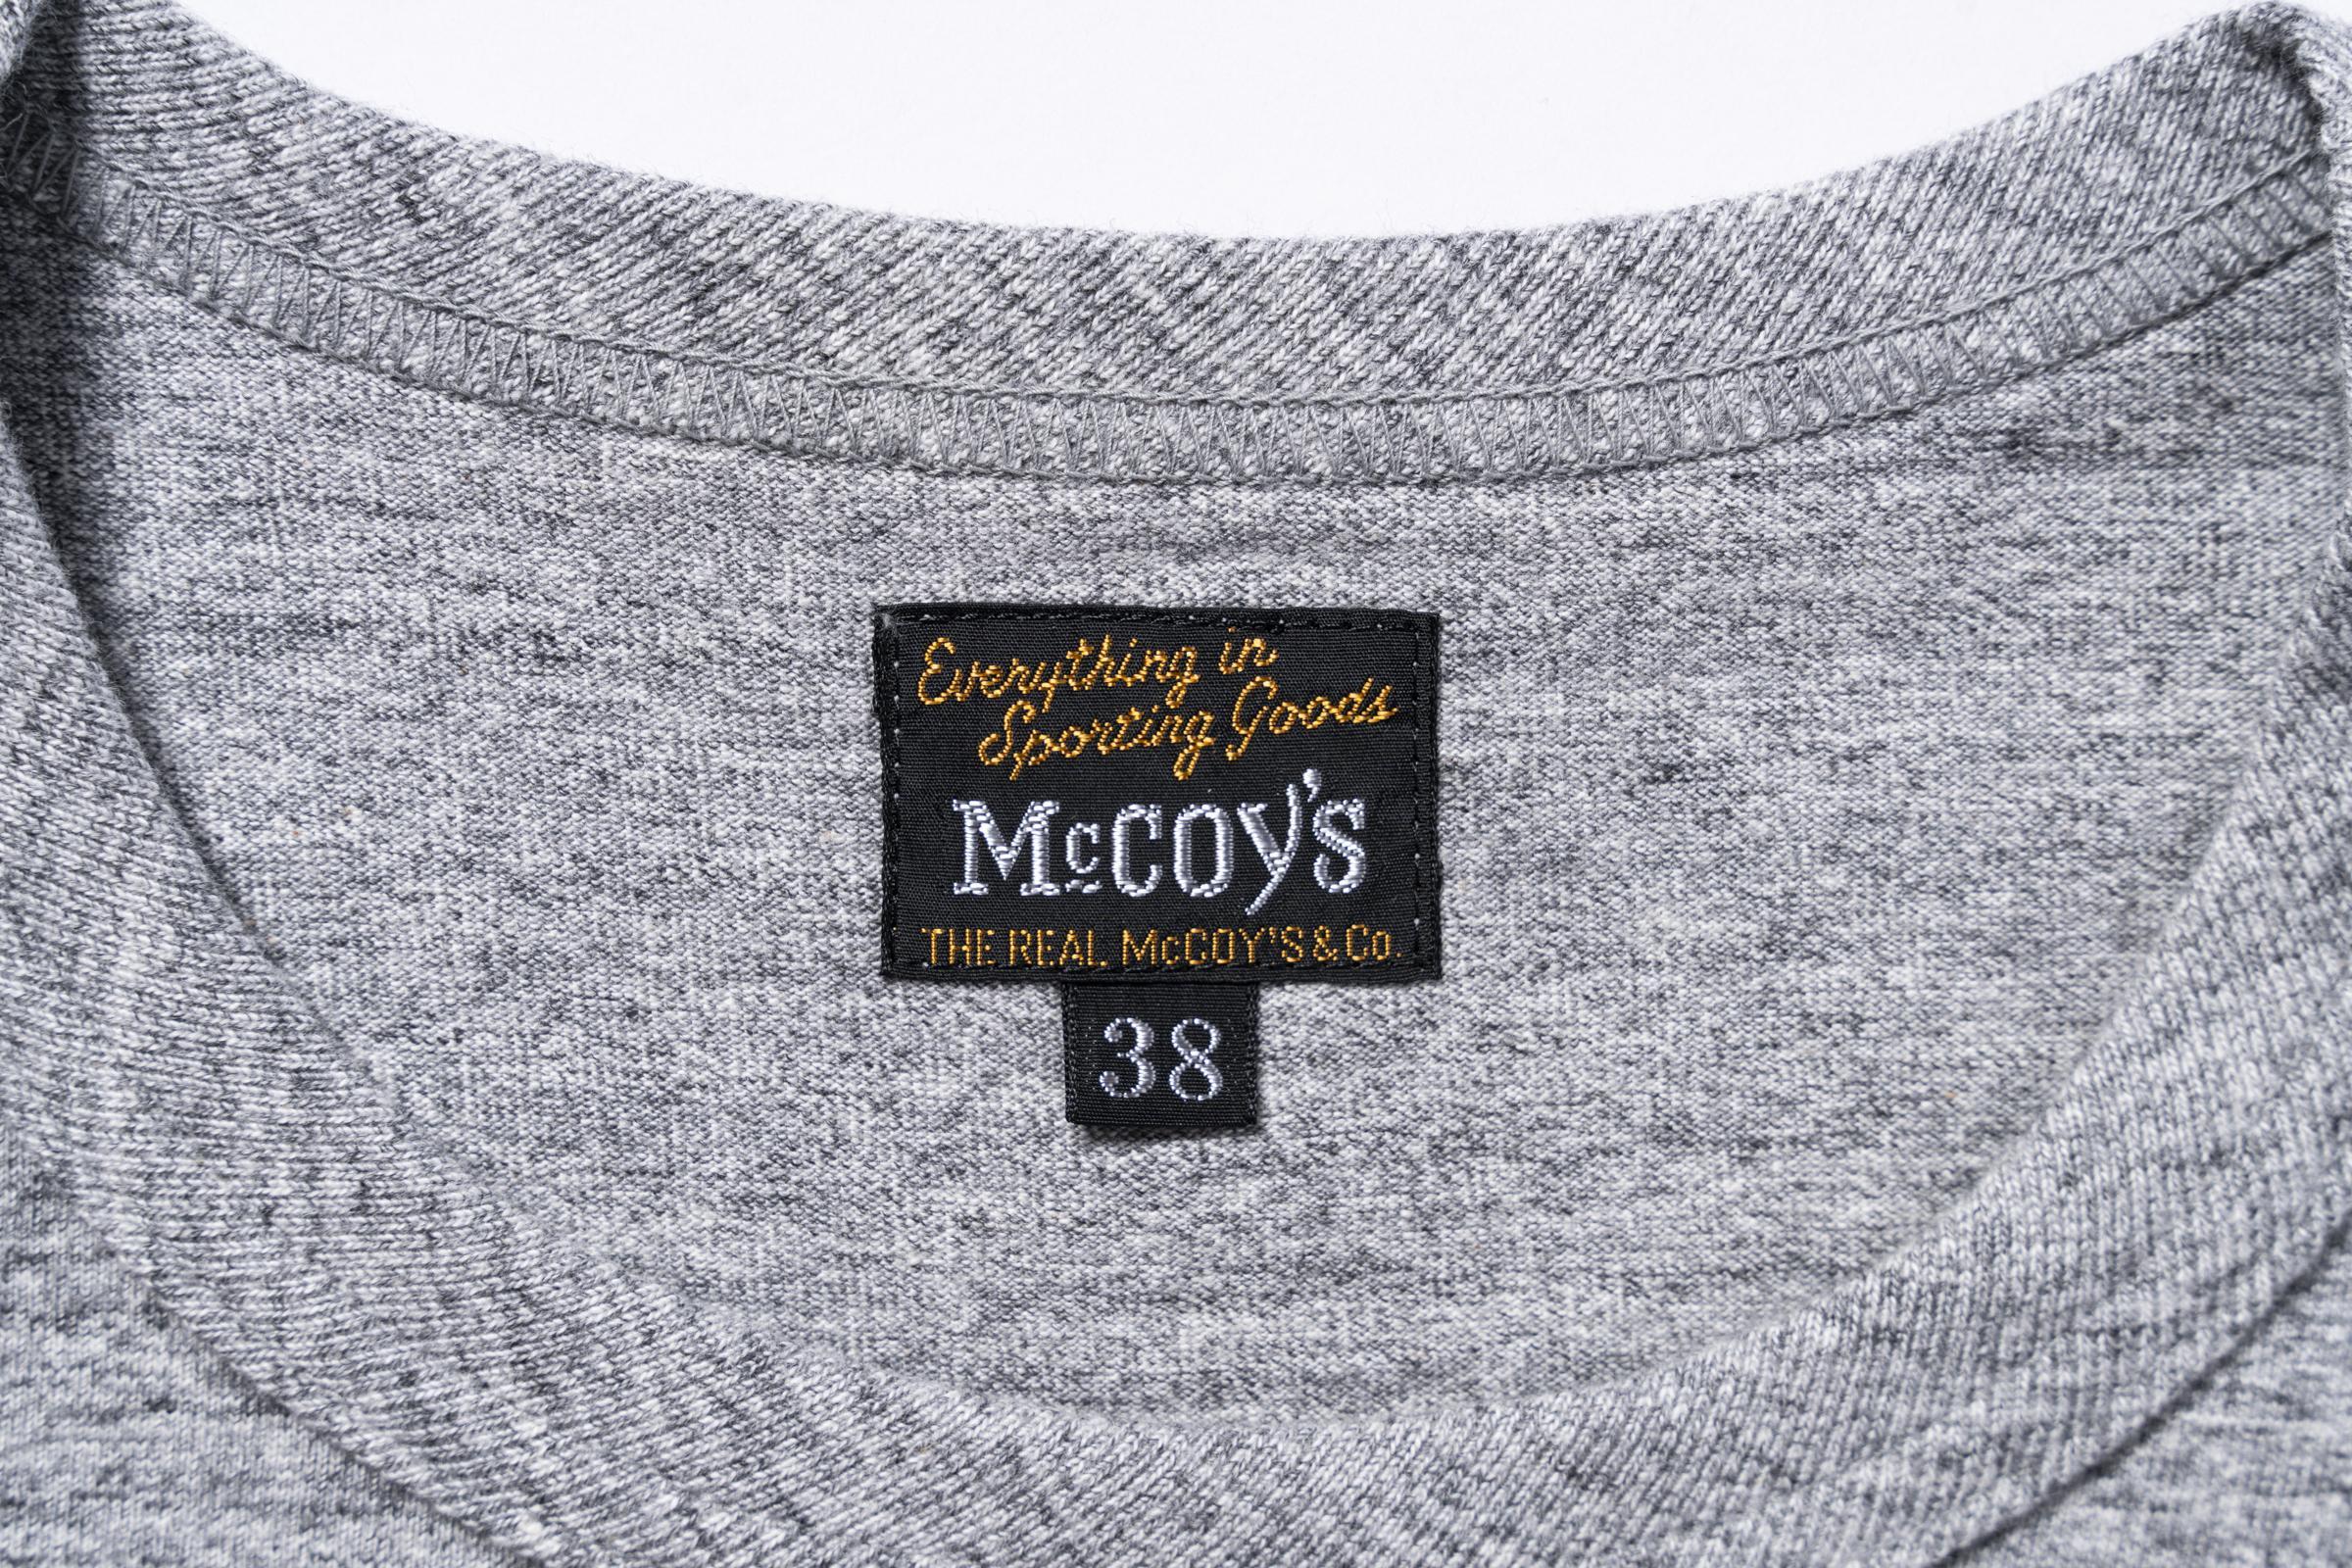 Everything in
Sporting Goods
McCOY'S
THE REAL McCOY'S & Co.
38